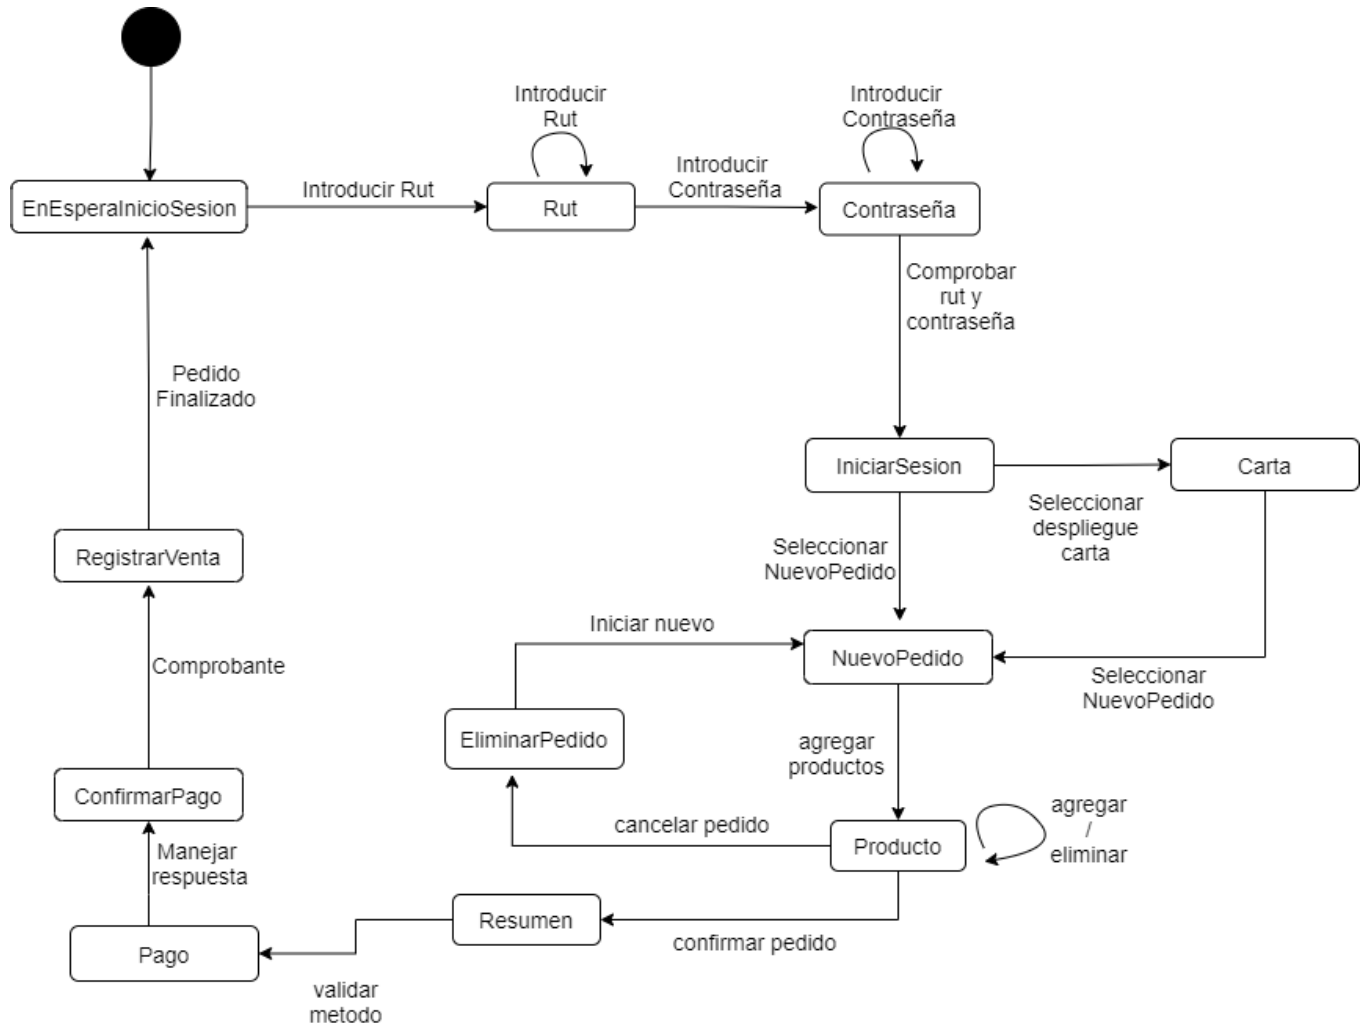 Introducir
Rut
Introducir
Contraseña
EnEsperaInicioSesion
Introducir Rut
Rut
Introducir
Contraseña
Contraseña
Comprobar
rut y
contraseña
Pedido
Finalizado
IniciarSesion
Carta
Seleccionar
despliegue
carta
RegistrarVenta
Seleccionar
NuevoPedido
Iniciar nuevo
NuevoPedido
Seleccionar
NuevoPedido
Comprobante
EliminarPedido
agregar
productos
ConfirmarPago
cancelar pedido
Producto
agregar
/
eliminar
Manejar
respuesta
Resumen
confirmar pedido
Pago
validar
metodo